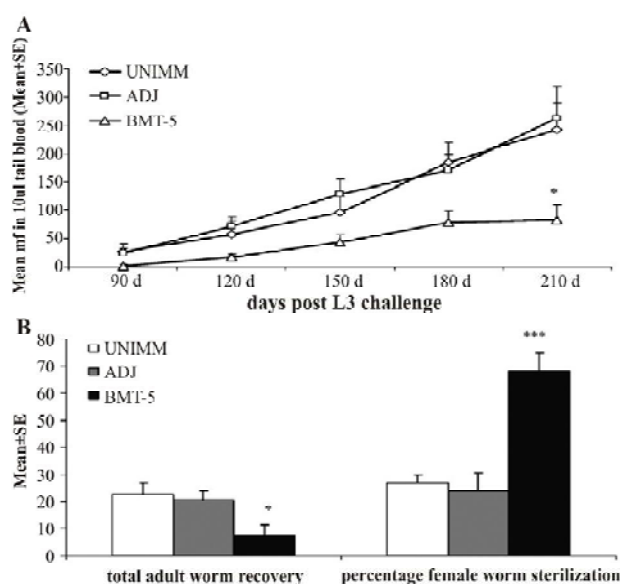 A
Mean mf in 10ul tail blood (Mean±SE)
350
300
250
200
150
100
50
0
UNIMM
ADJ
BMT-5
*
90 d 120 d 150 d 180 d 210 d
days post L3 challenge
B
Mean±SE
80
70
60
50
40
30
20
10
0
UNIMM
ADJ
BMT-5
*
***
total adult worm recovery percentage female worm sterilization